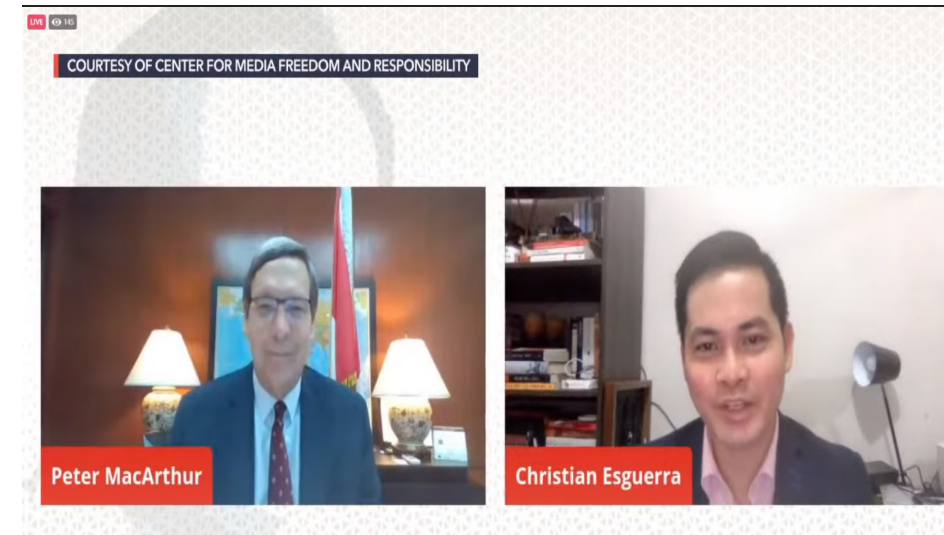 LIVE 145
COURTESY OF CENTER FOR MEDIA FREEDOM AND RESPONSIBILITY
Peter MacArthur
Christian Esguerra